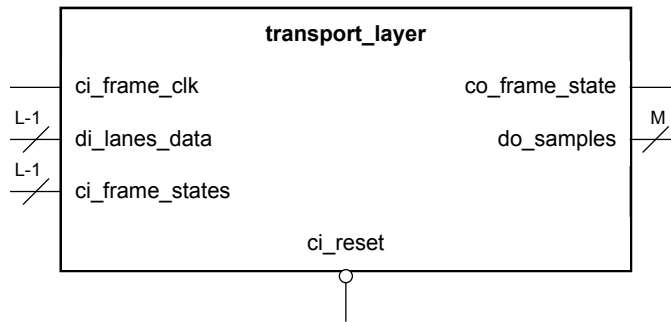 transport_layer
ci_frame_clk
co_frame_state
L-1
M
di_lanes_data
do_samples
L-1
ci_frame_states
ci_reset